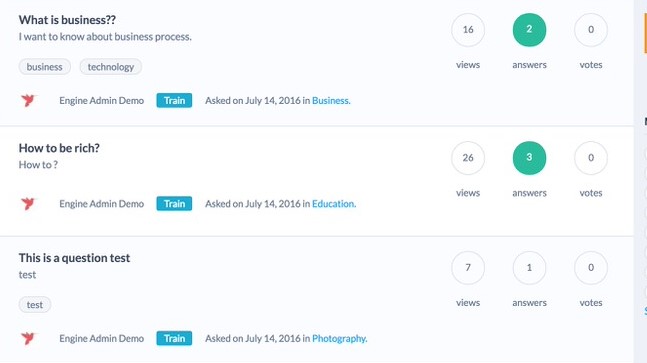 What is business??
I want to know about business process.
16 2 0
views answers votes
business technology
Engine Admin Demo Train Asked on July 14, 2016 in Business.
How to be rich?
How to ?
26 3 0
views answers votes
Engine Admin Demo Train Asked on July 14, 2016 in Education.
This is a question test
test
7 1 0
views answers votes
test
Engine Admin Demo Train Asked on July 14, 2016 in Photography.